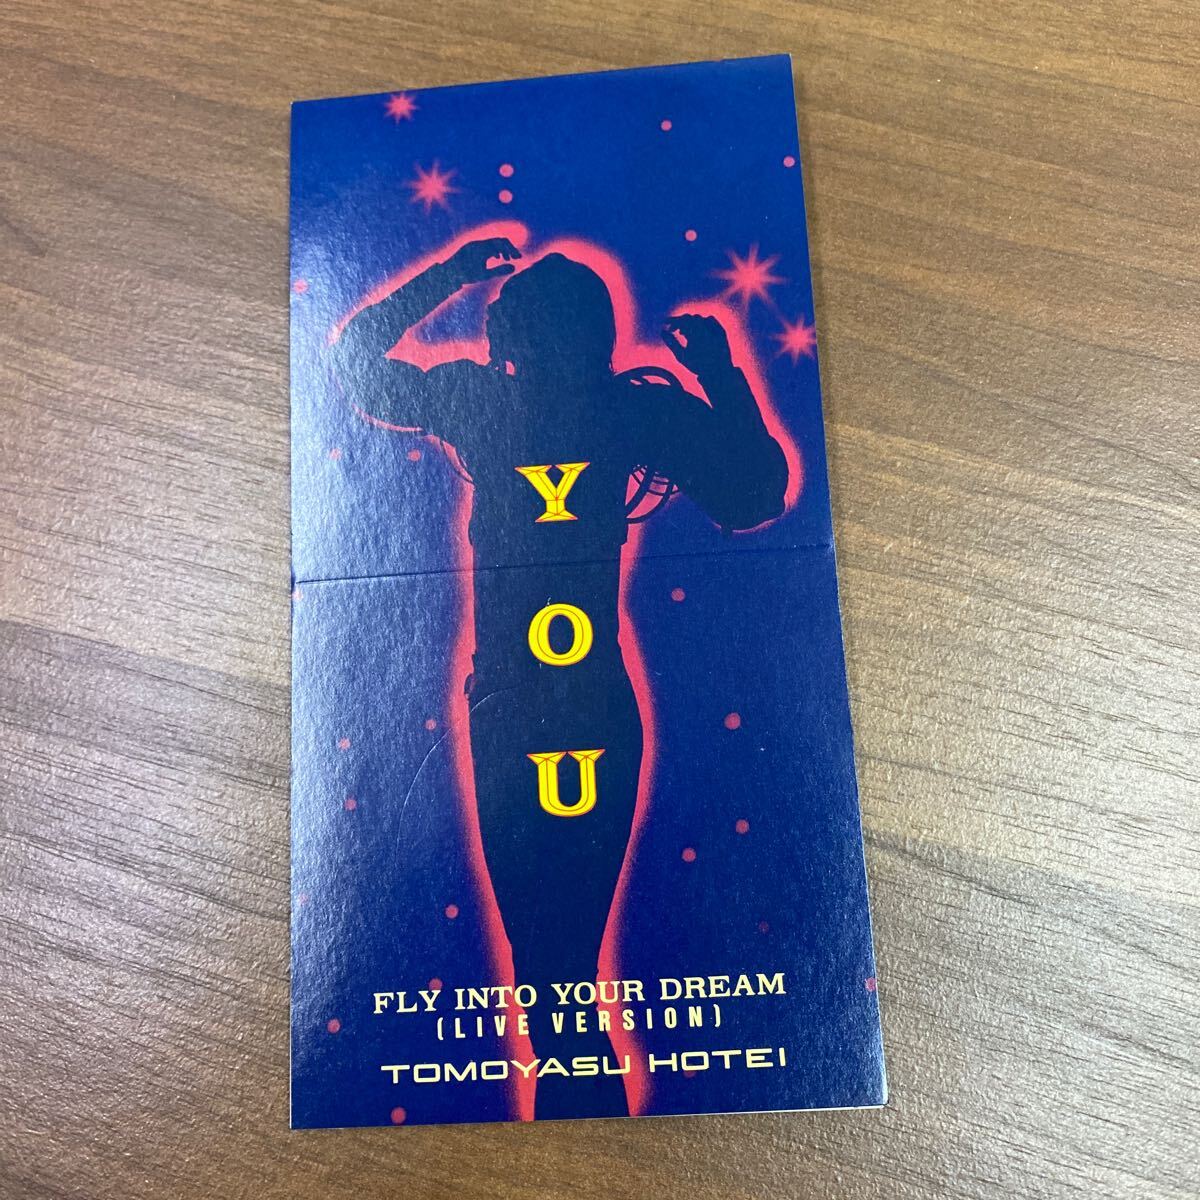 Y
O
U
FLY INTO YOUR DREAM
(LIVE VERSION)
TOMOYASU HOTEI